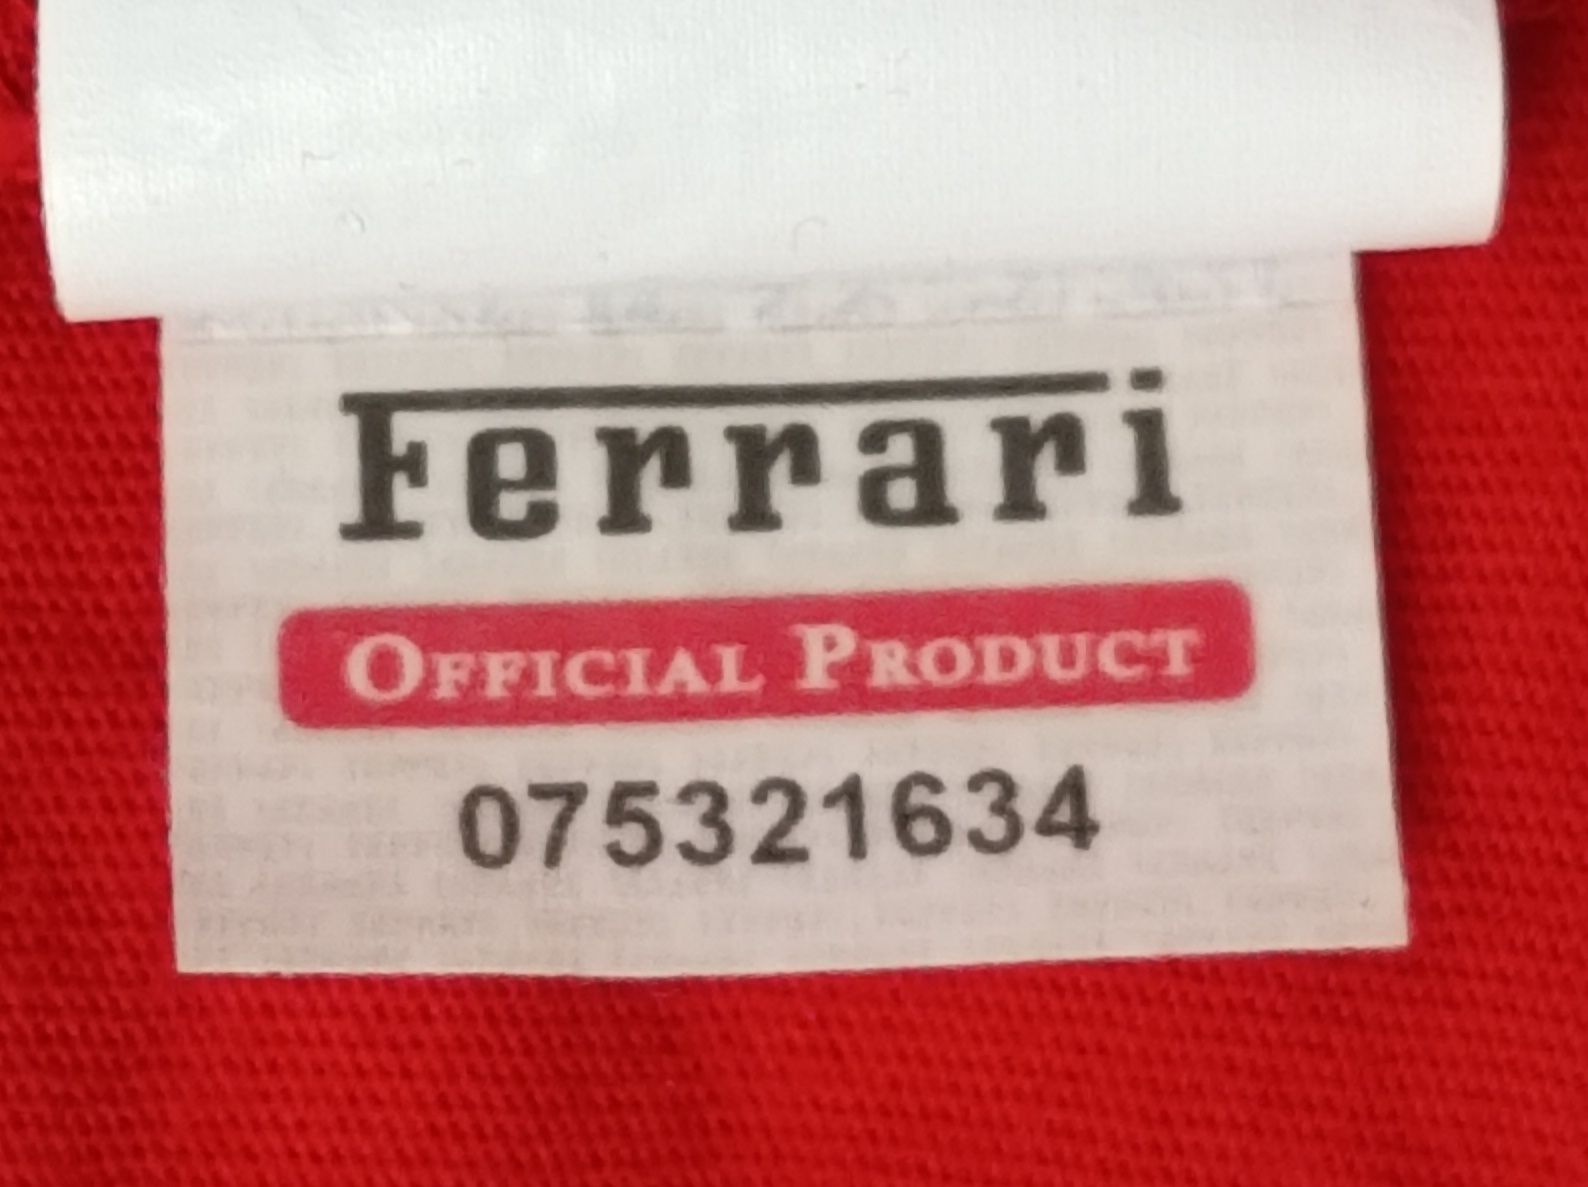 Ferrari
OFFICIAL PRODUCT
075321634